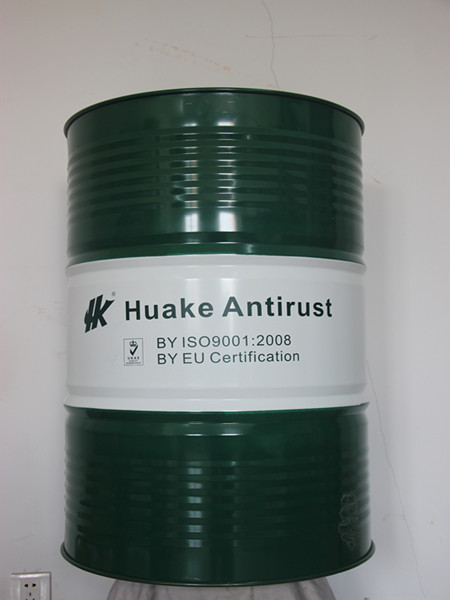 HK ®
Huake Antirust
BY ISO9001:2008
BY EU Certification